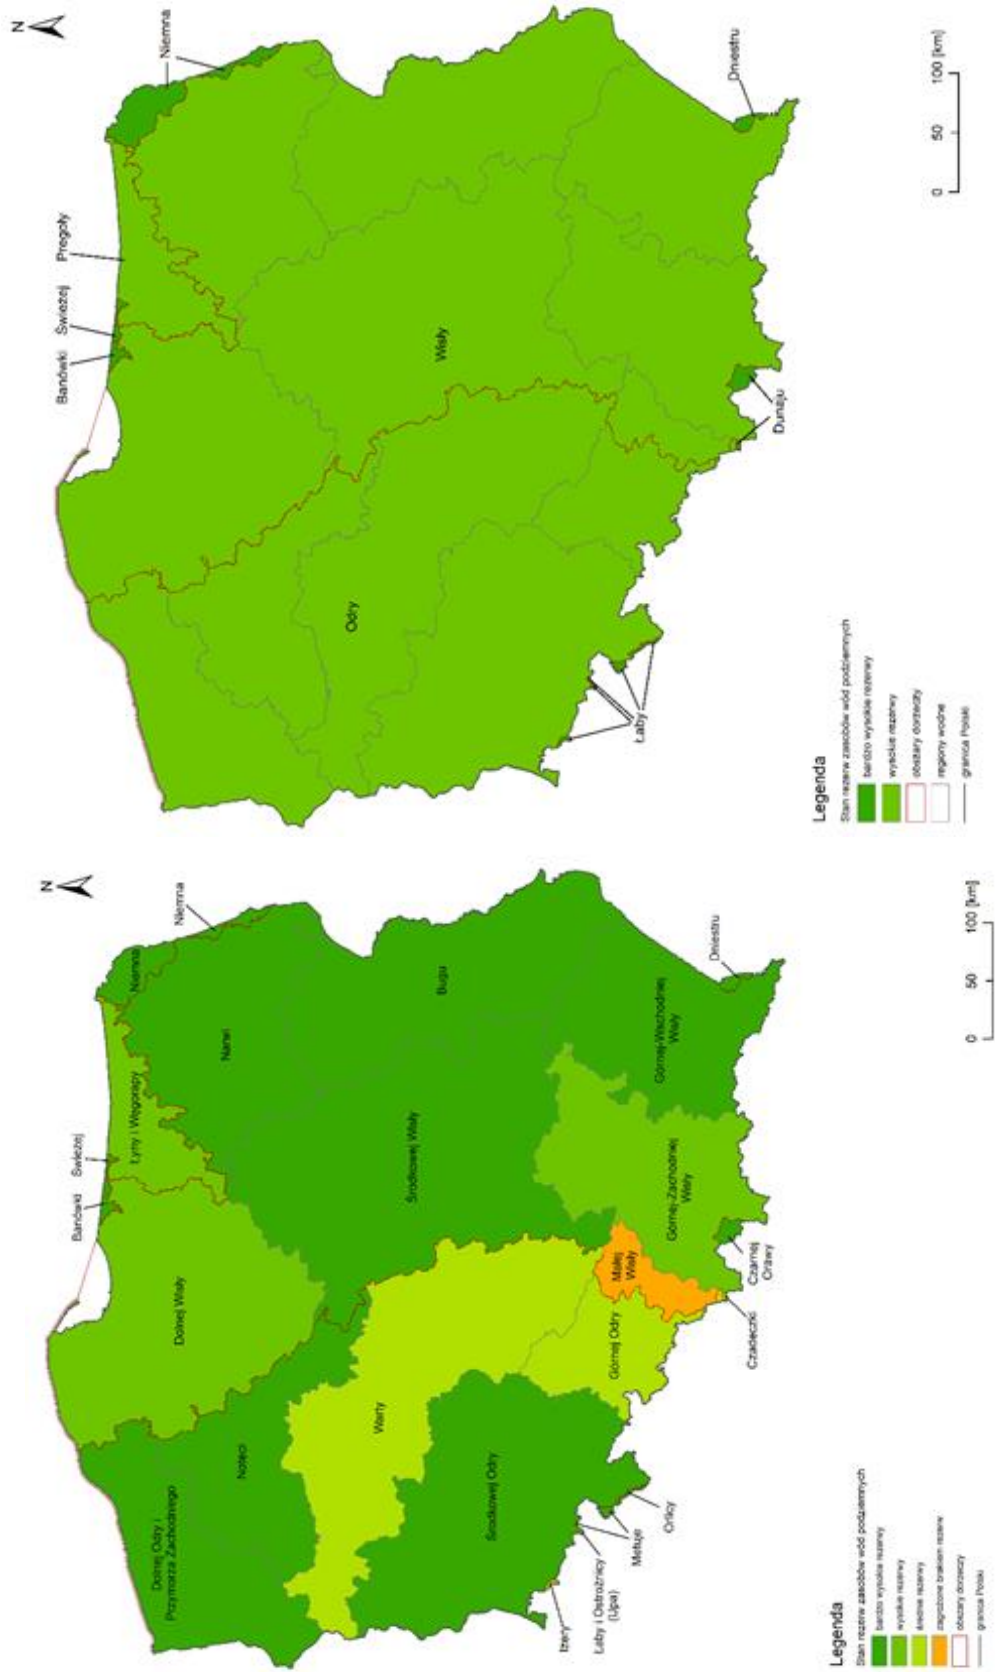 N
Niemna
Pregoły
Świeżej
Banówki
Wisły
Odry
Dniestru
Dunaju
Łaby
0
50
100 [km]
Legenda
Stan rezerw zasobów wód podziemnych
bardzo wysokie rezerwy
wysokie rezerwy
obszary dorzeczy
regiony wodne
granica Polski
N
Niemna
Niemna
Świeżej
Banówki
Łyny i Węgorapy
Narwi
Bugu
Dolnej Wisły
Środkowej Wisły
Dolnej Odry i
Przymorza Zachodniego
Noteci
Warty
Środkowej Odry
Górnej Odry
Małej
Wisły
Górnej-Zachodniej
Wisły
Górnej-Wschodniej
Wisły
Dniestru
Czarnej
Orawy
Czadeczki
Orlicy
Metuje
Łaby i Ostrożnicy
(Upa)
Izery
0
50
100 [km]
Legenda
Stan rezerw zasobów wód podziemnych
bardzo wysokie rezerwy
wysokie rezerwy
średnie rezerwy
zagrożone brakiem rezerw
obszary dorzeczy
granica Polski